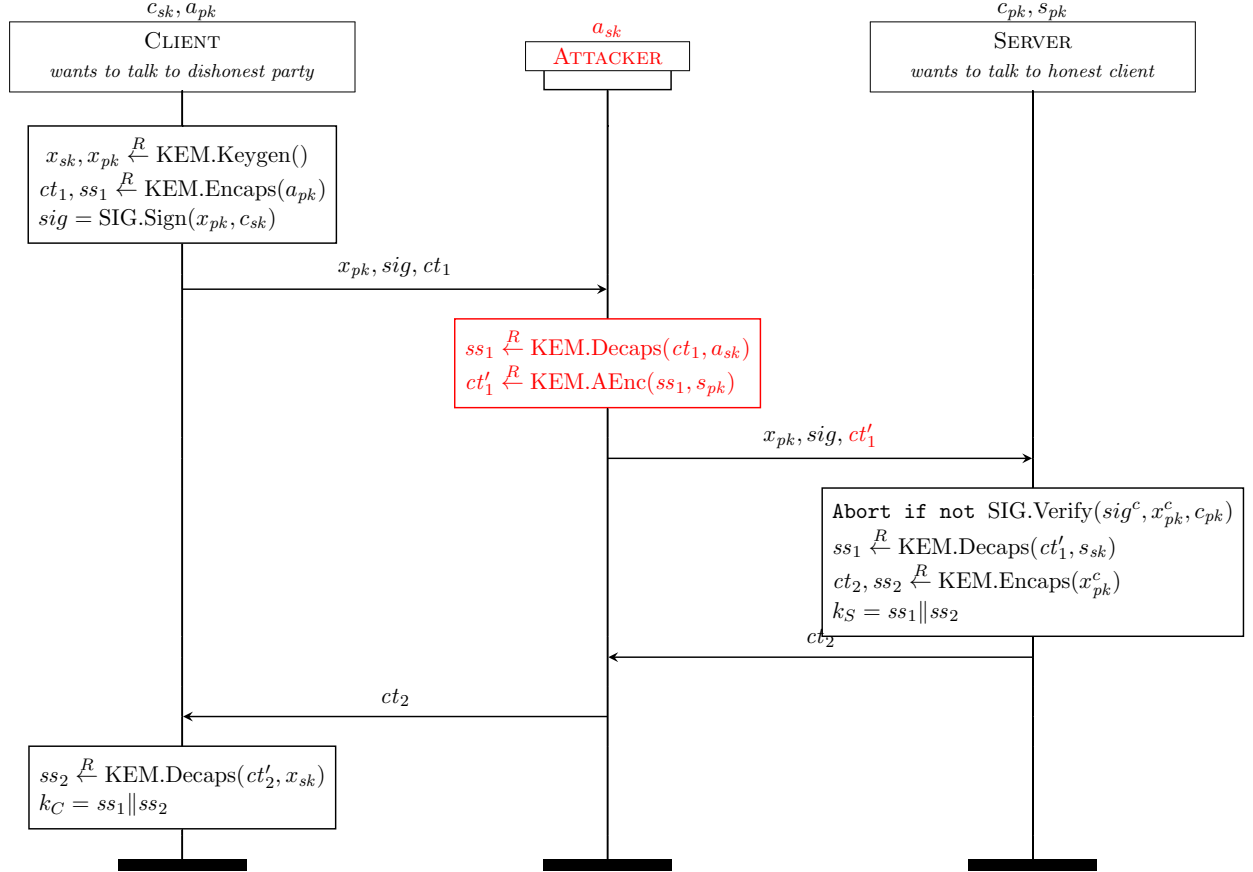 c_sk, a_pk
CLIENT
wants to talk to dishonest party
a_sk
ATTACKER
c_pk, s_pk
SERVER
wants to talk to honest client
x_sk, x_pk ←R KEM.Keygen()
ct_1, ss_1 ←R KEM.Encaps(a_pk)
sig = SIG.Sign(x_pk, c_sk)
x_pk, sig, ct_1
ss_1 ←R KEM.Decaps(ct_1, a_sk)
ct′_1 ←R KEM.AEnc(ss_1, s_pk)
x_pk, sig, ct′_1
Abort if not SIG.Verify(sig^c, x^c_pk, c_pk)
ss_1 ←R KEM.Decaps(ct′_1, s_sk)
ct_2, ss_2 ←R KEM.Encaps(x^c_pk)
k_S = ss_1‖ss_2
ct_2
ct_2
ss_2 ←R KEM.Decaps(ct′_2, x_sk)
k_C = ss_1‖ss_2